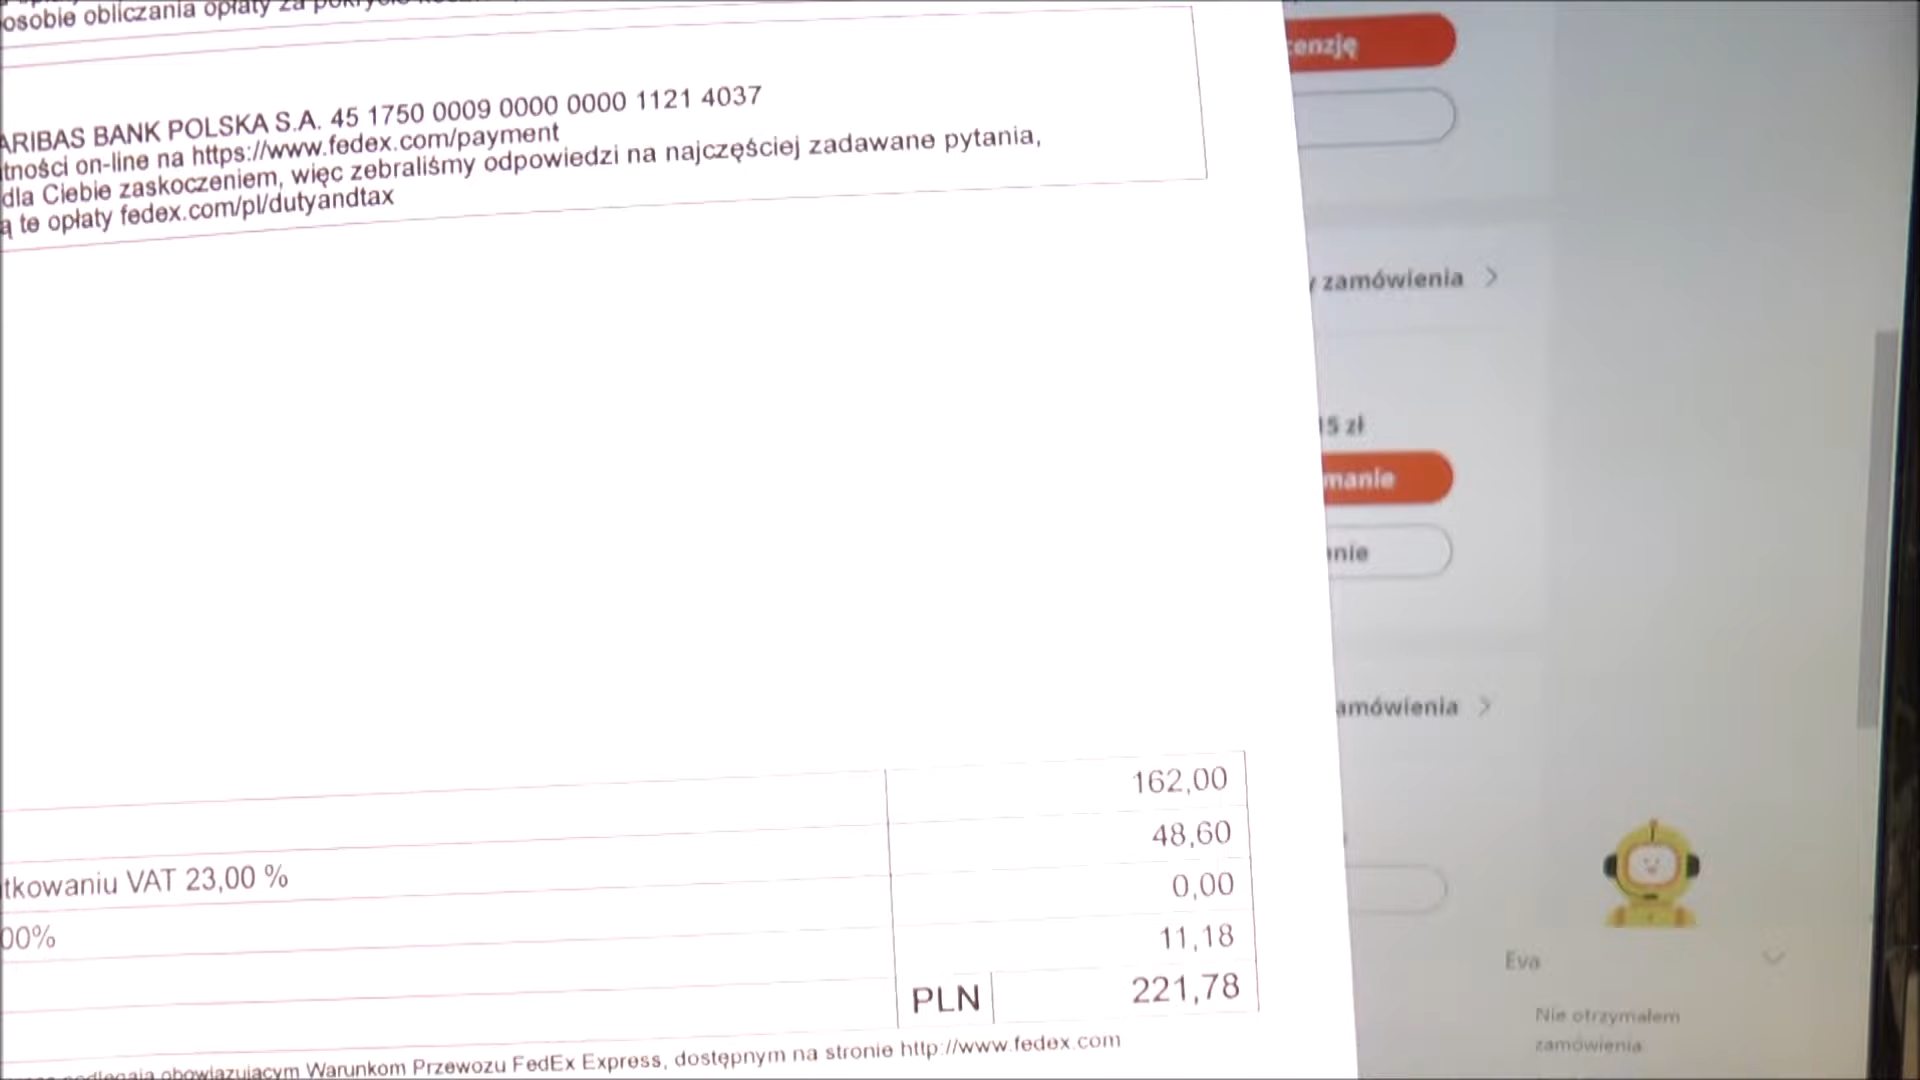 osobie obliczania opłaty za
ARIBAS BANK POLSKA S.A. 45 1750 0009 0000 0000 1121 4037
tności on-line na https://www.fedex.com/payment
dla Ciebie zaskoczeniem, więc zebraliśmy odpowiedzi na najczęściej zadawane pytania,
ą te opłaty fedex.com/pl/dutyandtax
162,00
48,60
tkowaniu VAT 23,00 %
0,00
00%
11,18
PLN 221,78
obowiązującym Warunkom Przewozu FedEx Express, dostępnym na stronie http://www.fedex.com
cenzję
zamówienia >
15 zł
manie
nie
amówienia >
Eva
Nie otrzymałem
zamówienia